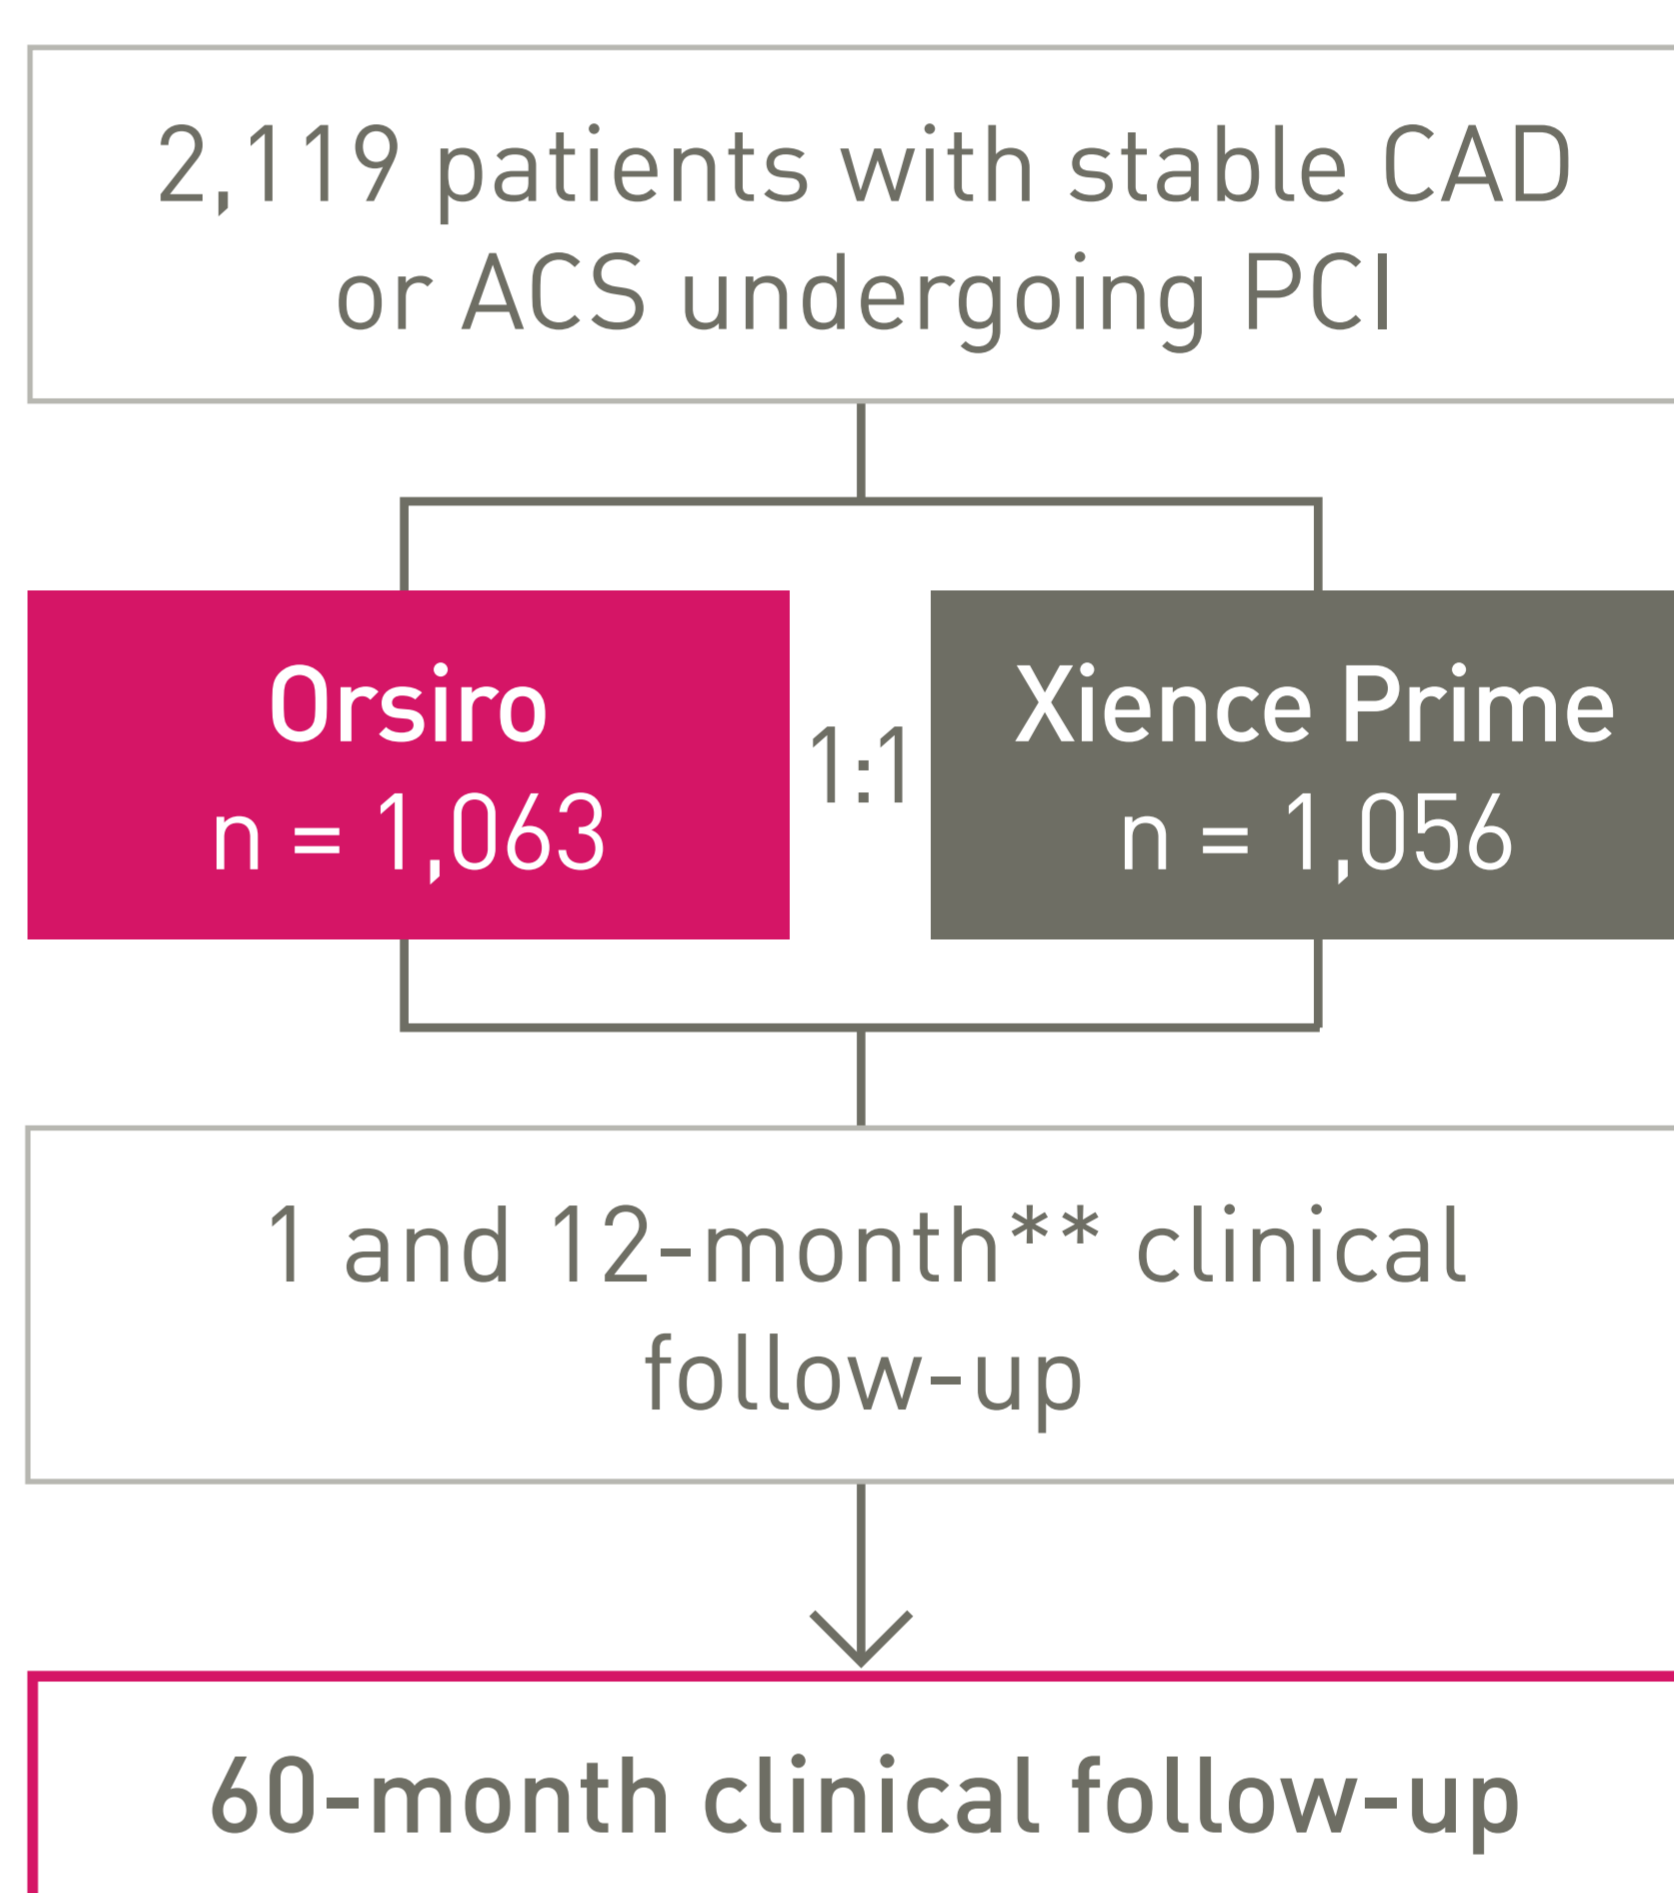 2,119 patients with stable CAD
or ACS undergoing PCI
Orsiro
n = 1,063
1:1
Xience Prime
n = 1,056
1 and 12-month** clinical
follow-up
60-month clinical follow-up